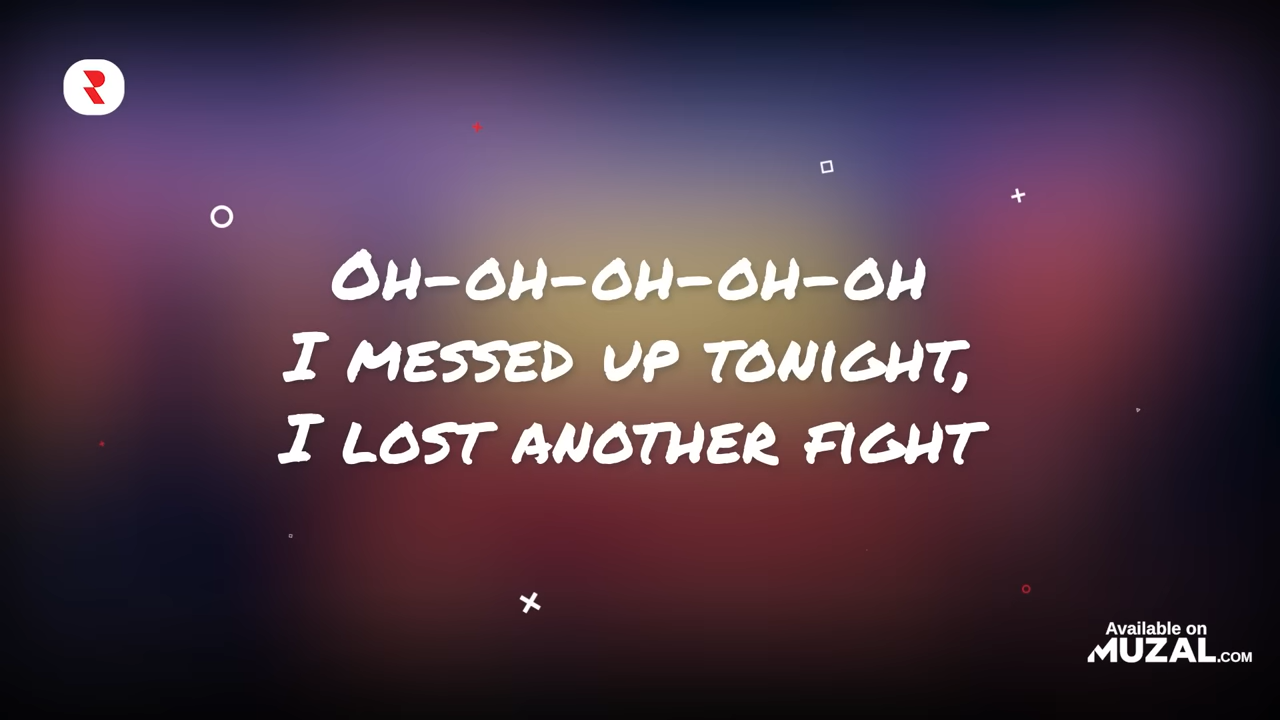 Oh-oh-oh-oh-oh
I messed up tonight,
I lost another fight
Available on
MUZAL.COM